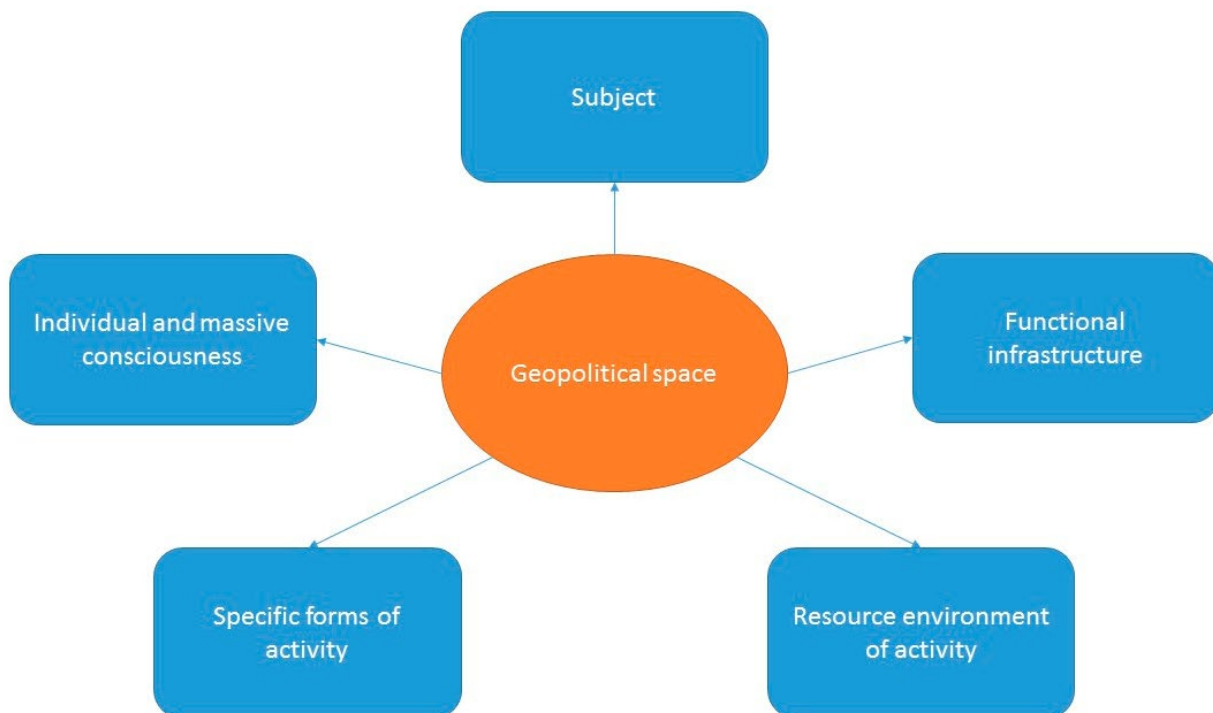 Subject
Individual and massive
consciousness
Geopolitical space
Functional
infrastructure
Specific forms of
activity
Resource environment
of activity